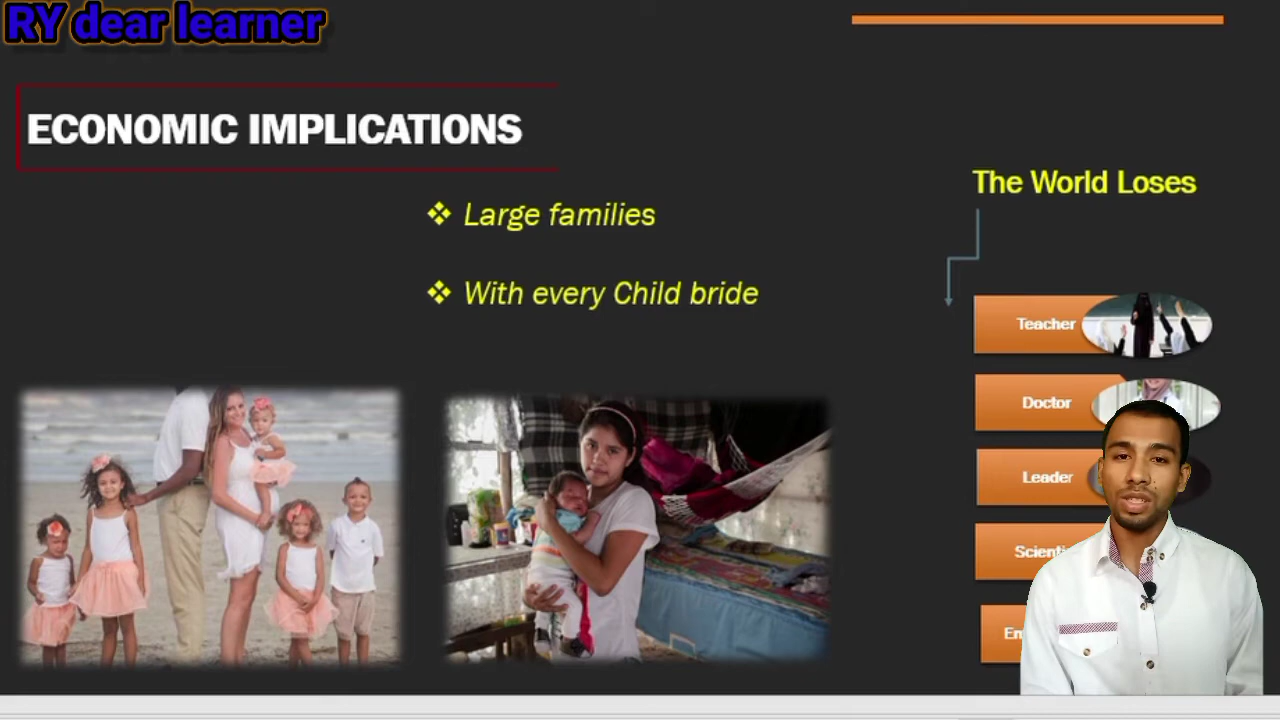 RY dear learner
ECONOMIC IMPLICATIONS
Large families
With every Child bride
The World Loses
Teacher
Doctor
Leader